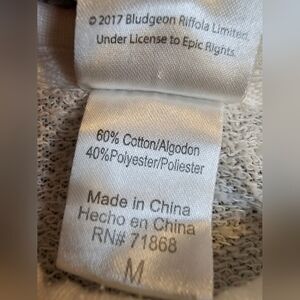 © 2017 Bludgeon Riffola Limited.
Under License to Epic Rights.
60% Cotton/Algodon
40%Polyester/Poliester
Made in China
Hecho en China
RN# 71868
M